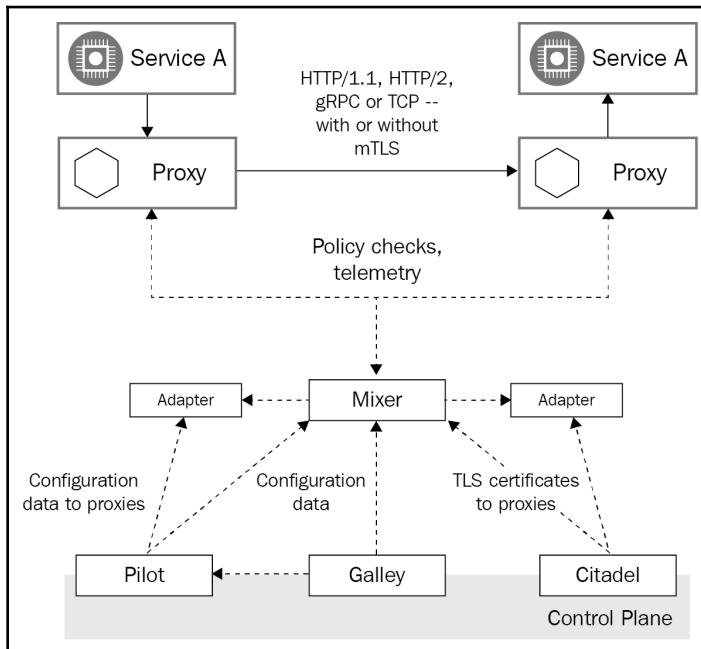 Service A
Service A
HTTP/1.1, HTTP/2,
gRPC or TCP --
with or without
mTLS
Proxy
Proxy
Policy checks,
telemetry
Adapter
Mixer
Adapter
Configuration
data to proxies
Configuration
data
TLS certificates
to proxies
Pilot
Galley
Citadel
Control Plane